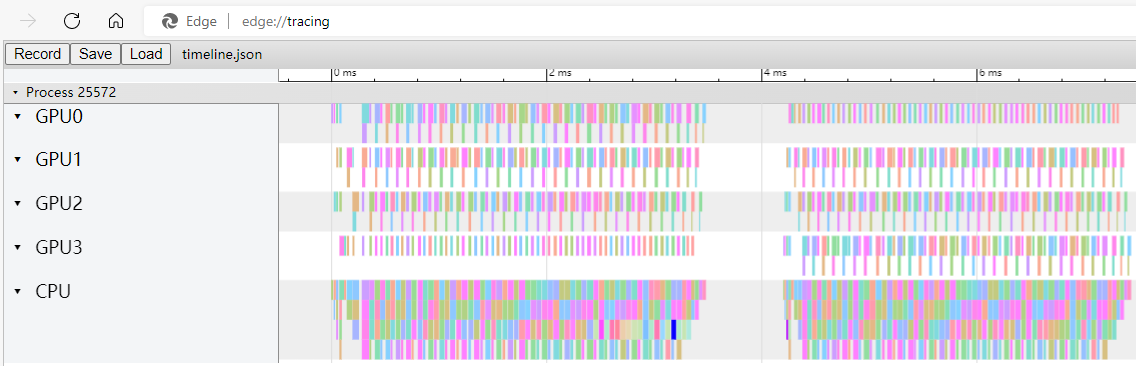 Edge edge://tracing
Record Save Load timeline.json
0 ms 2 ms 4 ms 6 ms
Process 25572
GPU0
GPU1
GPU2
GPU3
CPU